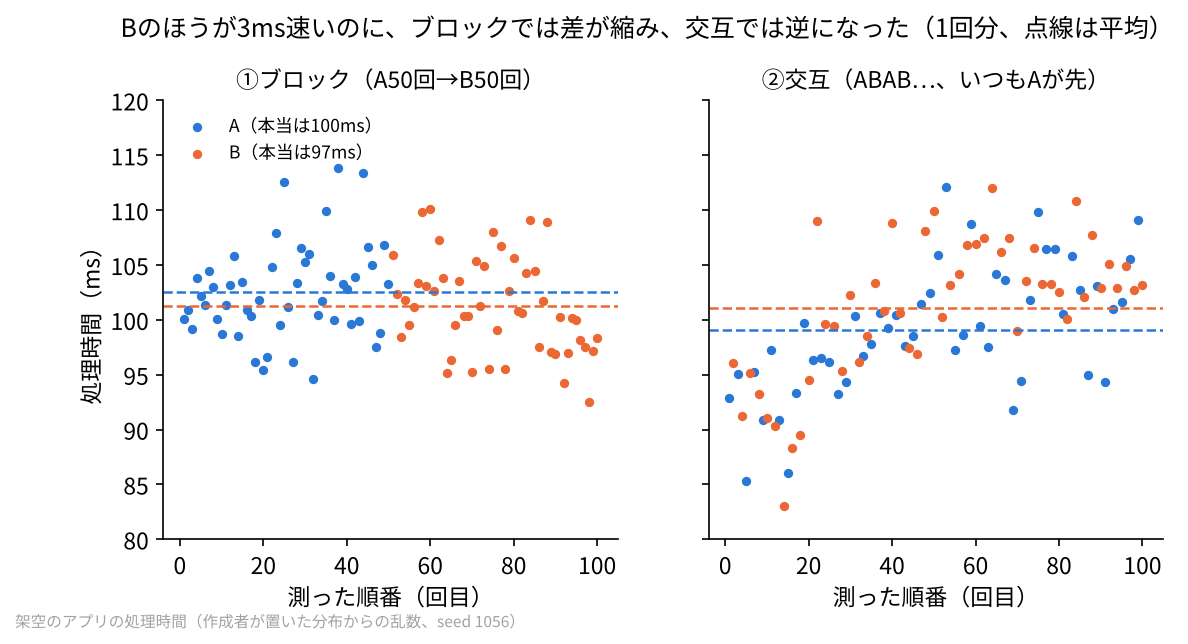 Bのほうが3ms速いのに、ブロックでは差が縮み、交互では逆になった（1回分、点線は平均）
①ブロック（A50回→B50回）
A（本当は100ms）
B（本当は97ms）
120
115
110
105
100
95
90
85
80
処理時間（ms）
0 20 40 60 80 100
測った順番（回目）
②交互（ABAB…、いつもAが先）
0 20 40 60 80 100
測った順番（回目）
架空のアプリの処理時間（作成者が置いた分布からの乱数、seed 1056）